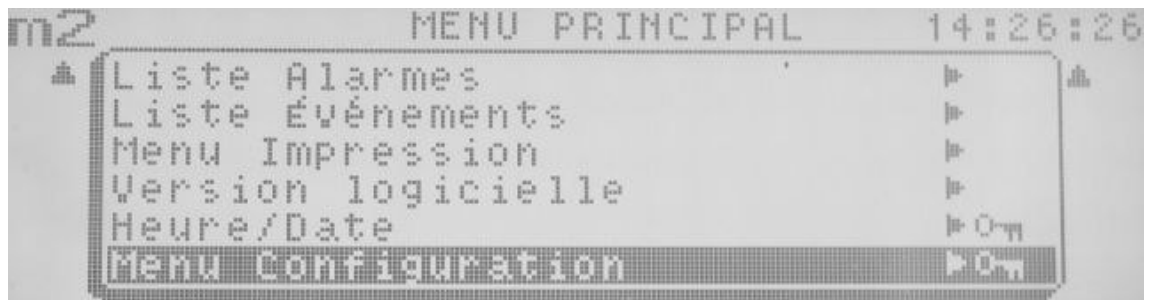 m2 MENU PRINCIPAL 14:26:26
Liste Alarmes
Liste Événements
Menu Impression
Version logicielle
Heure/Date
Menu Configuration